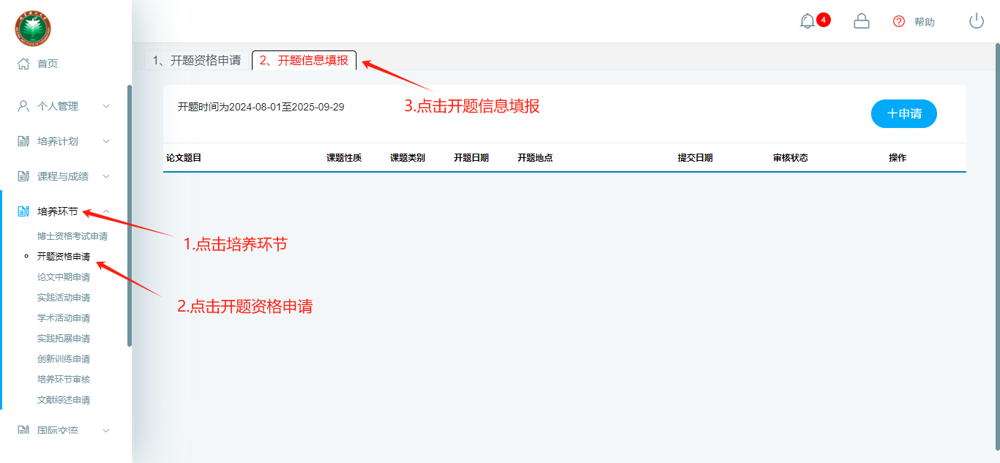 4
帮助
首页
个人管理
培养计划
课程与成绩
培养环节
博士资格考试申请
开题资格申请
论文中期申请
实践活动申请
学术活动申请
实践拓展申请
创新训练申请
培养环节审核
文献综述申请
国际交流
1、开题资格申请
2、开题信息填报
开题时间为2024-08-01至2025-09-29
3.点击开题信息填报
十申请
论文题目 课题性质 课题类别 开题日期 开题地点 提交日期 审核状态 操作
1.点击培养环节
2.点击开题资格申请